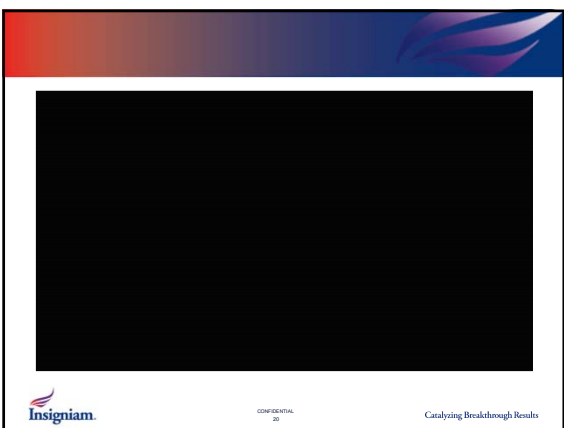 Insigniam.
CONFIDENTIAL
20
Catalyzing Breakthrough Results